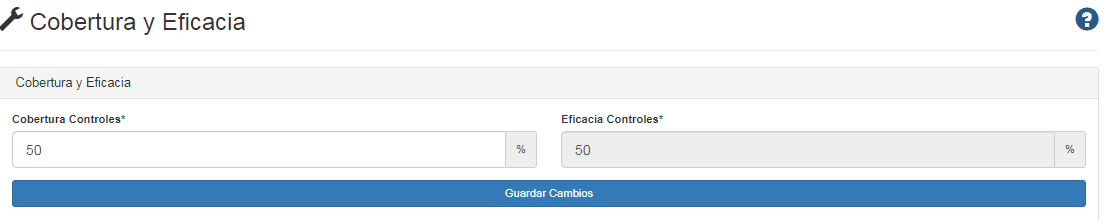 Cobertura y Eficacia
?
Cobertura y Eficacia
Cobertura Controles*
Eficacia Controles*
50 %
50 %
Guardar Cambios